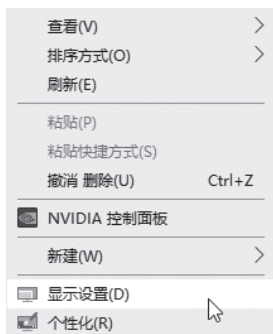 查看(V)
排序方式(O)
刷新(E)
粘贴(P)
粘贴快捷方式(S)
撤消 删除(U) Ctrl+Z
NVIDIA 控制面板
新建(W)
显示设置(D)
个性化(R)